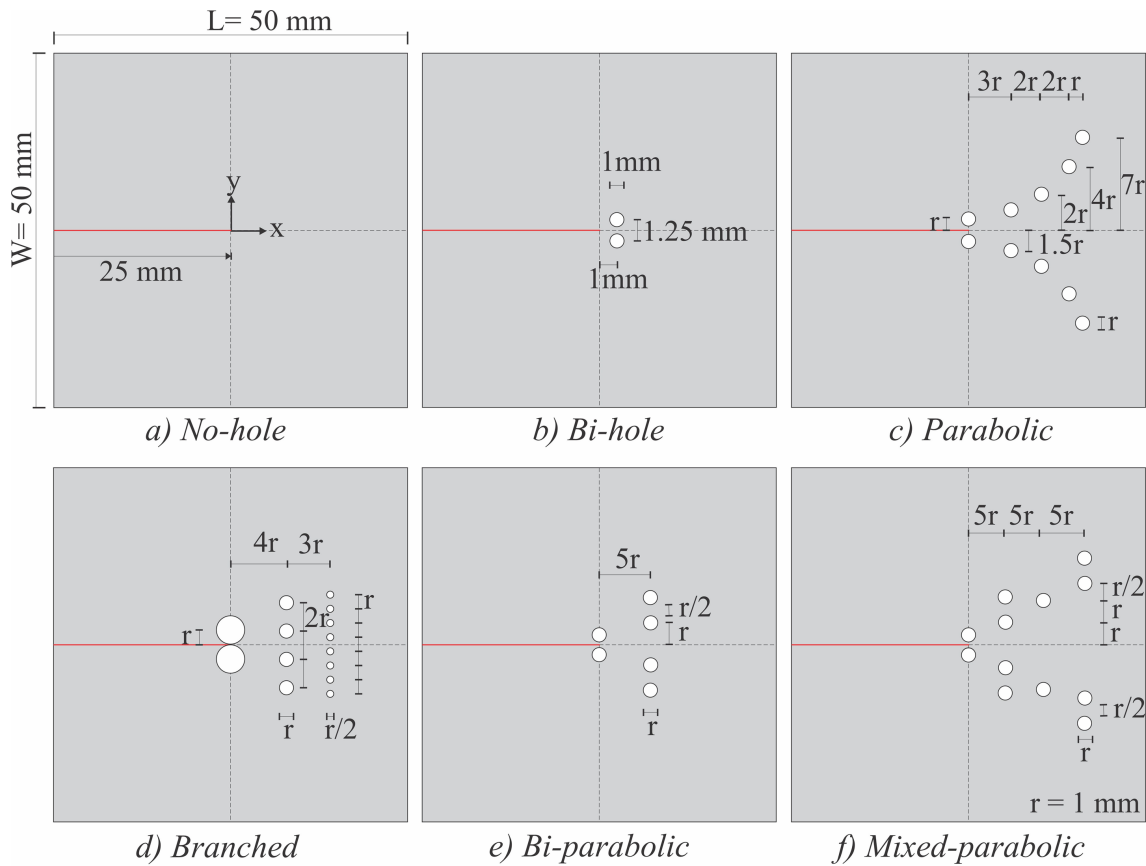 L= 50 mm
W= 50 mm
y
x
25 mm
a) No-hole
1mm
1.25 mm
1mm
b) Bi-hole
3r 2r 2r r
7r
4r
2r
r
1.5r
r
c) Parabolic
4r 3r
r
2r
r
r r/2
d) Branched
5r
r/2
r
r
e) Bi-parabolic
5r 5r 5r
r/2
r
r
r/2
r
r = 1 mm
f) Mixed-parabolic